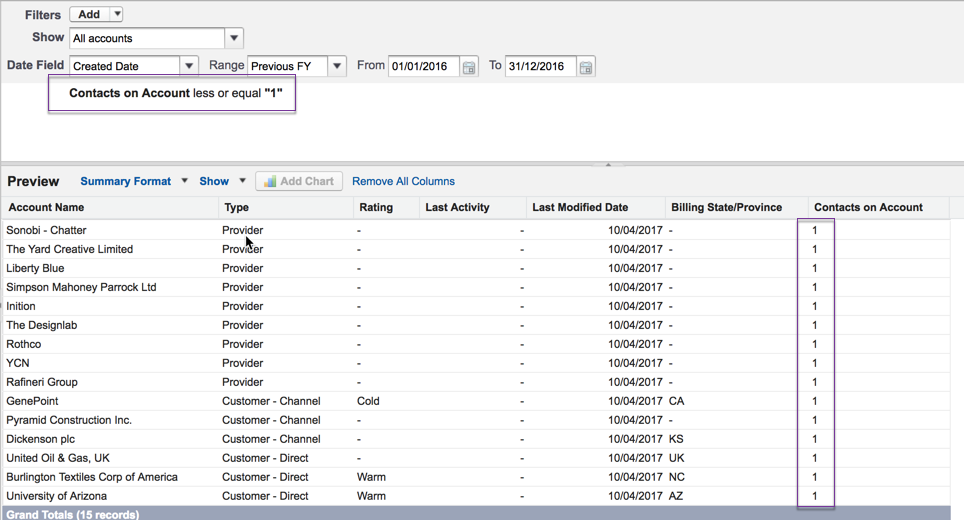 Filters Add
Show All accounts
Date Field Created Date Range Previous FY From 01/01/2016 To 31/12/2016
Contacts on Account less or equal "1"
Preview Summary Format Show Add Chart Remove All Columns
Account Name Type Rating Last Activity Last Modified Date Billing State/Province Contacts on Account
Sonobi - Chatter Provider - - 10/04/2017 - 1
The Yard Creative Limited Provider - - 10/04/2017 - 1
Liberty Blue Provider - - 10/04/2017 - 1
Simpson Mahoney Parrock Ltd Provider - - 10/04/2017 - 1
Inition Provider - - 10/04/2017 - 1
The Designlab Provider - - 10/04/2017 - 1
Rothco Provider - - 10/04/2017 - 1
YCN Provider - - 10/04/2017 - 1
Rafineri Group Provider - - 10/04/2017 - 1
GenePoint Customer - Channel Cold - 10/04/2017 CA 1
Pyramid Construction Inc. Customer - Channel - - 10/04/2017 - 1
Dickenson plc Customer - Channel - - 10/04/2017 KS 1
United Oil & Gas, UK Customer - Direct - - 10/04/2017 UK 1
Burlington Textiles Corp of America Customer - Direct Warm - 10/04/2017 NC 1
University of Arizona Customer - Direct Warm - 10/04/2017 AZ 1
Grand Totals (15 records)